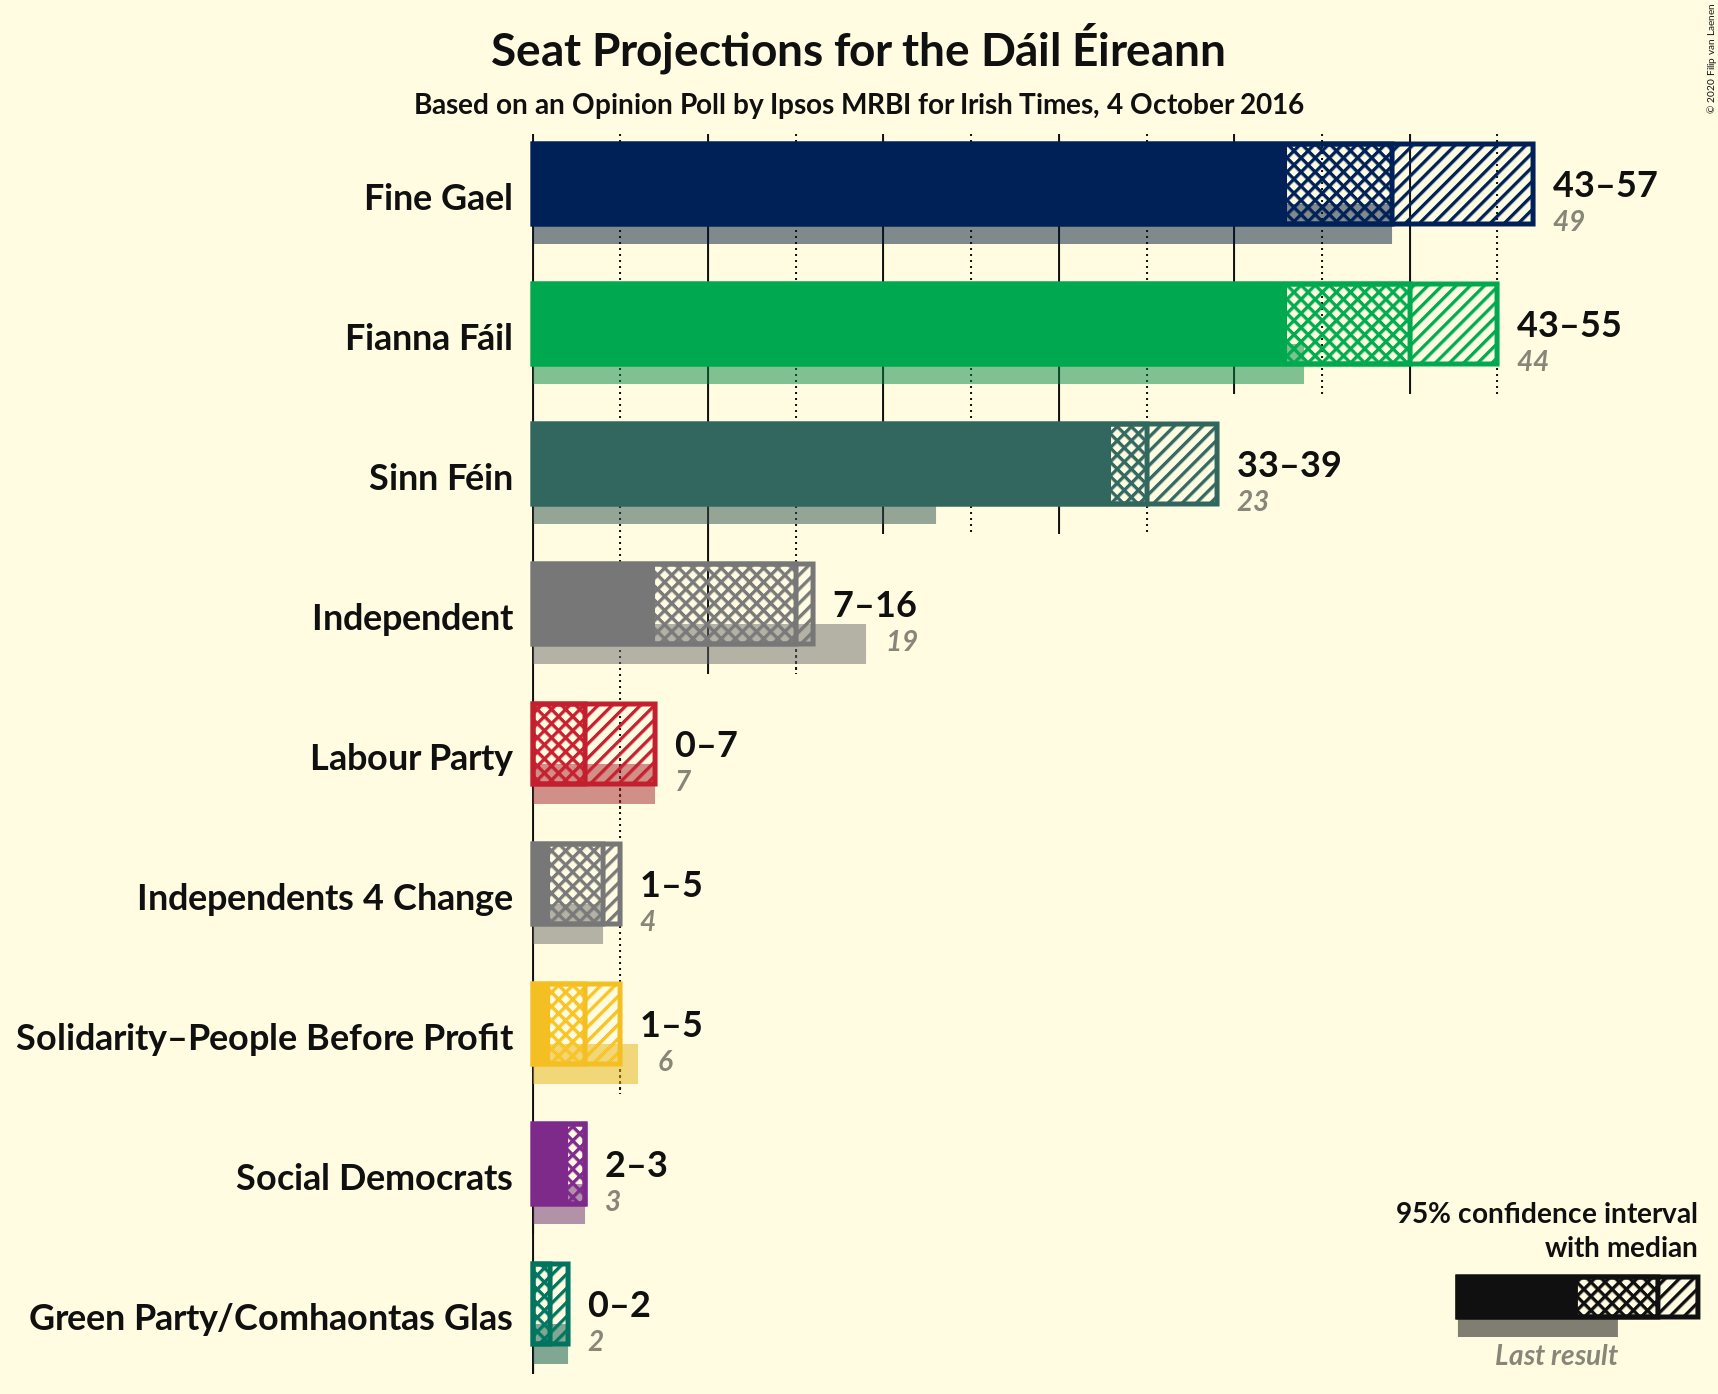 Seat Projections for the Dáil Éireann
Based on an Opinion Poll by Ipsos MRBI for Irish Times, 4 October 2016
© 2020 Filip van Laenen
Fine Gael
43–57
49
Fianna Fáil
43–55
44
Sinn Féin
33–39
23
Independent
7–16
19
Labour Party
0–7
7
Independents 4 Change
1–5
4
Solidarity–People Before Profit
1–5
6
Social Democrats
2–3
3
Green Party/Comhaontas Glas
0–2
2
95% confidence interval
with median
Last result